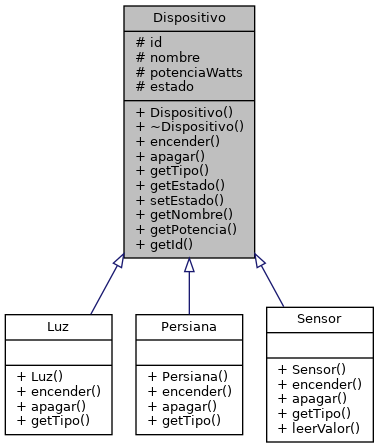 Dispositivo
# id
# nombre
# potenciaWatts
# estado
+ Dispositivo()
+ ~Dispositivo()
+ encender()
+ apagar()
+ getTipo()
+ getEstado()
+ setEstado()
+ getNombre()
+ getPotencia()
+ getId()
Luz
+ Luz()
+ encender()
+ apagar()
+ getTipo()
Persiana
+ Persiana()
+ encender()
+ apagar()
+ getTipo()
Sensor
+ Sensor()
+ encender()
+ apagar()
+ getTipo()
+ leerValor()